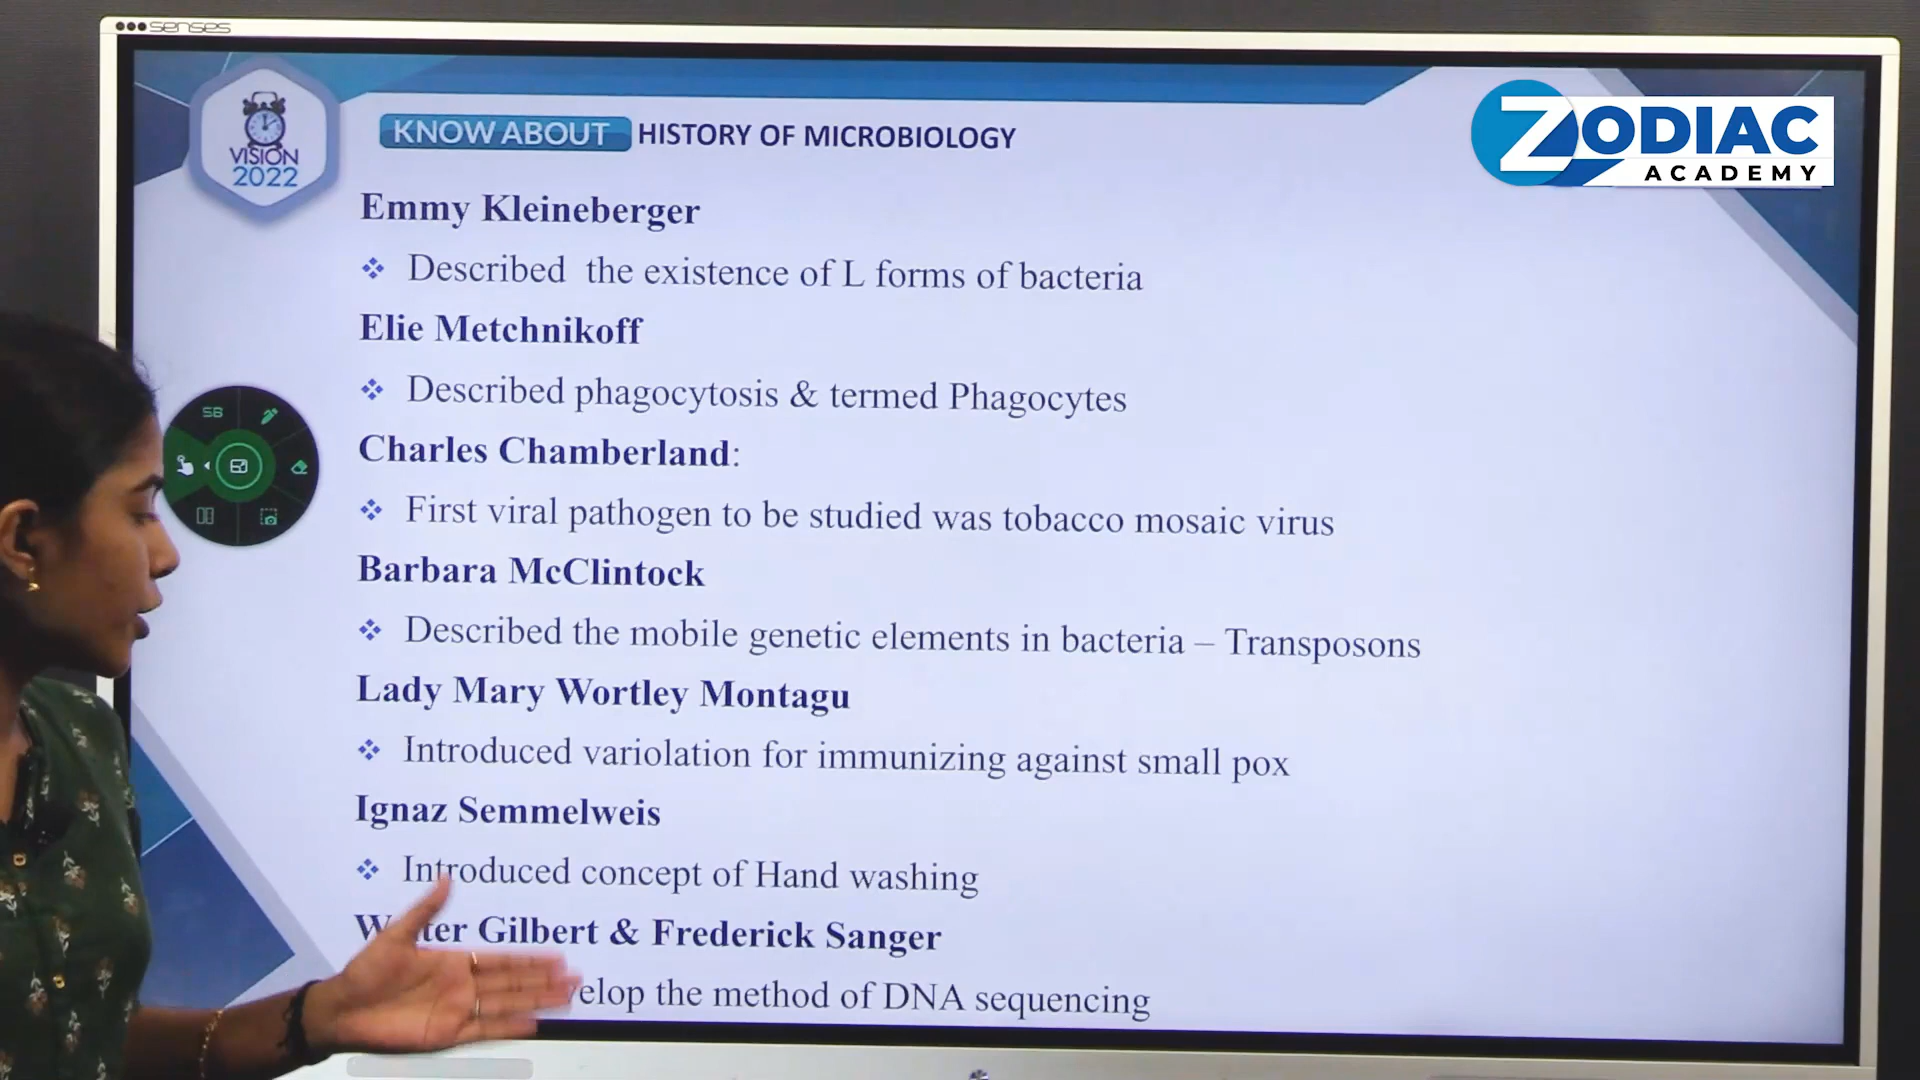 senses
VISION
2022
KNOW ABOUT HISTORY OF MICROBIOLOGY
ZODIAC
ACADEMY
Emmy Kleineberger
Described the existence of L forms of bacteria
Elie Metchnikoff
Described phagocytosis & termed Phagocytes
Charles Chamberland:
First viral pathogen to be studied was tobacco mosaic virus
Barbara McClintock
Described the mobile genetic elements in bacteria – Transposons
Lady Mary Wortley Montagu
Introduced variolation for immunizing against small pox
Ignaz Semmelweis
Introduced concept of Hand washing
Gilbert & Frederick Sanger
the method of DNA sequencing